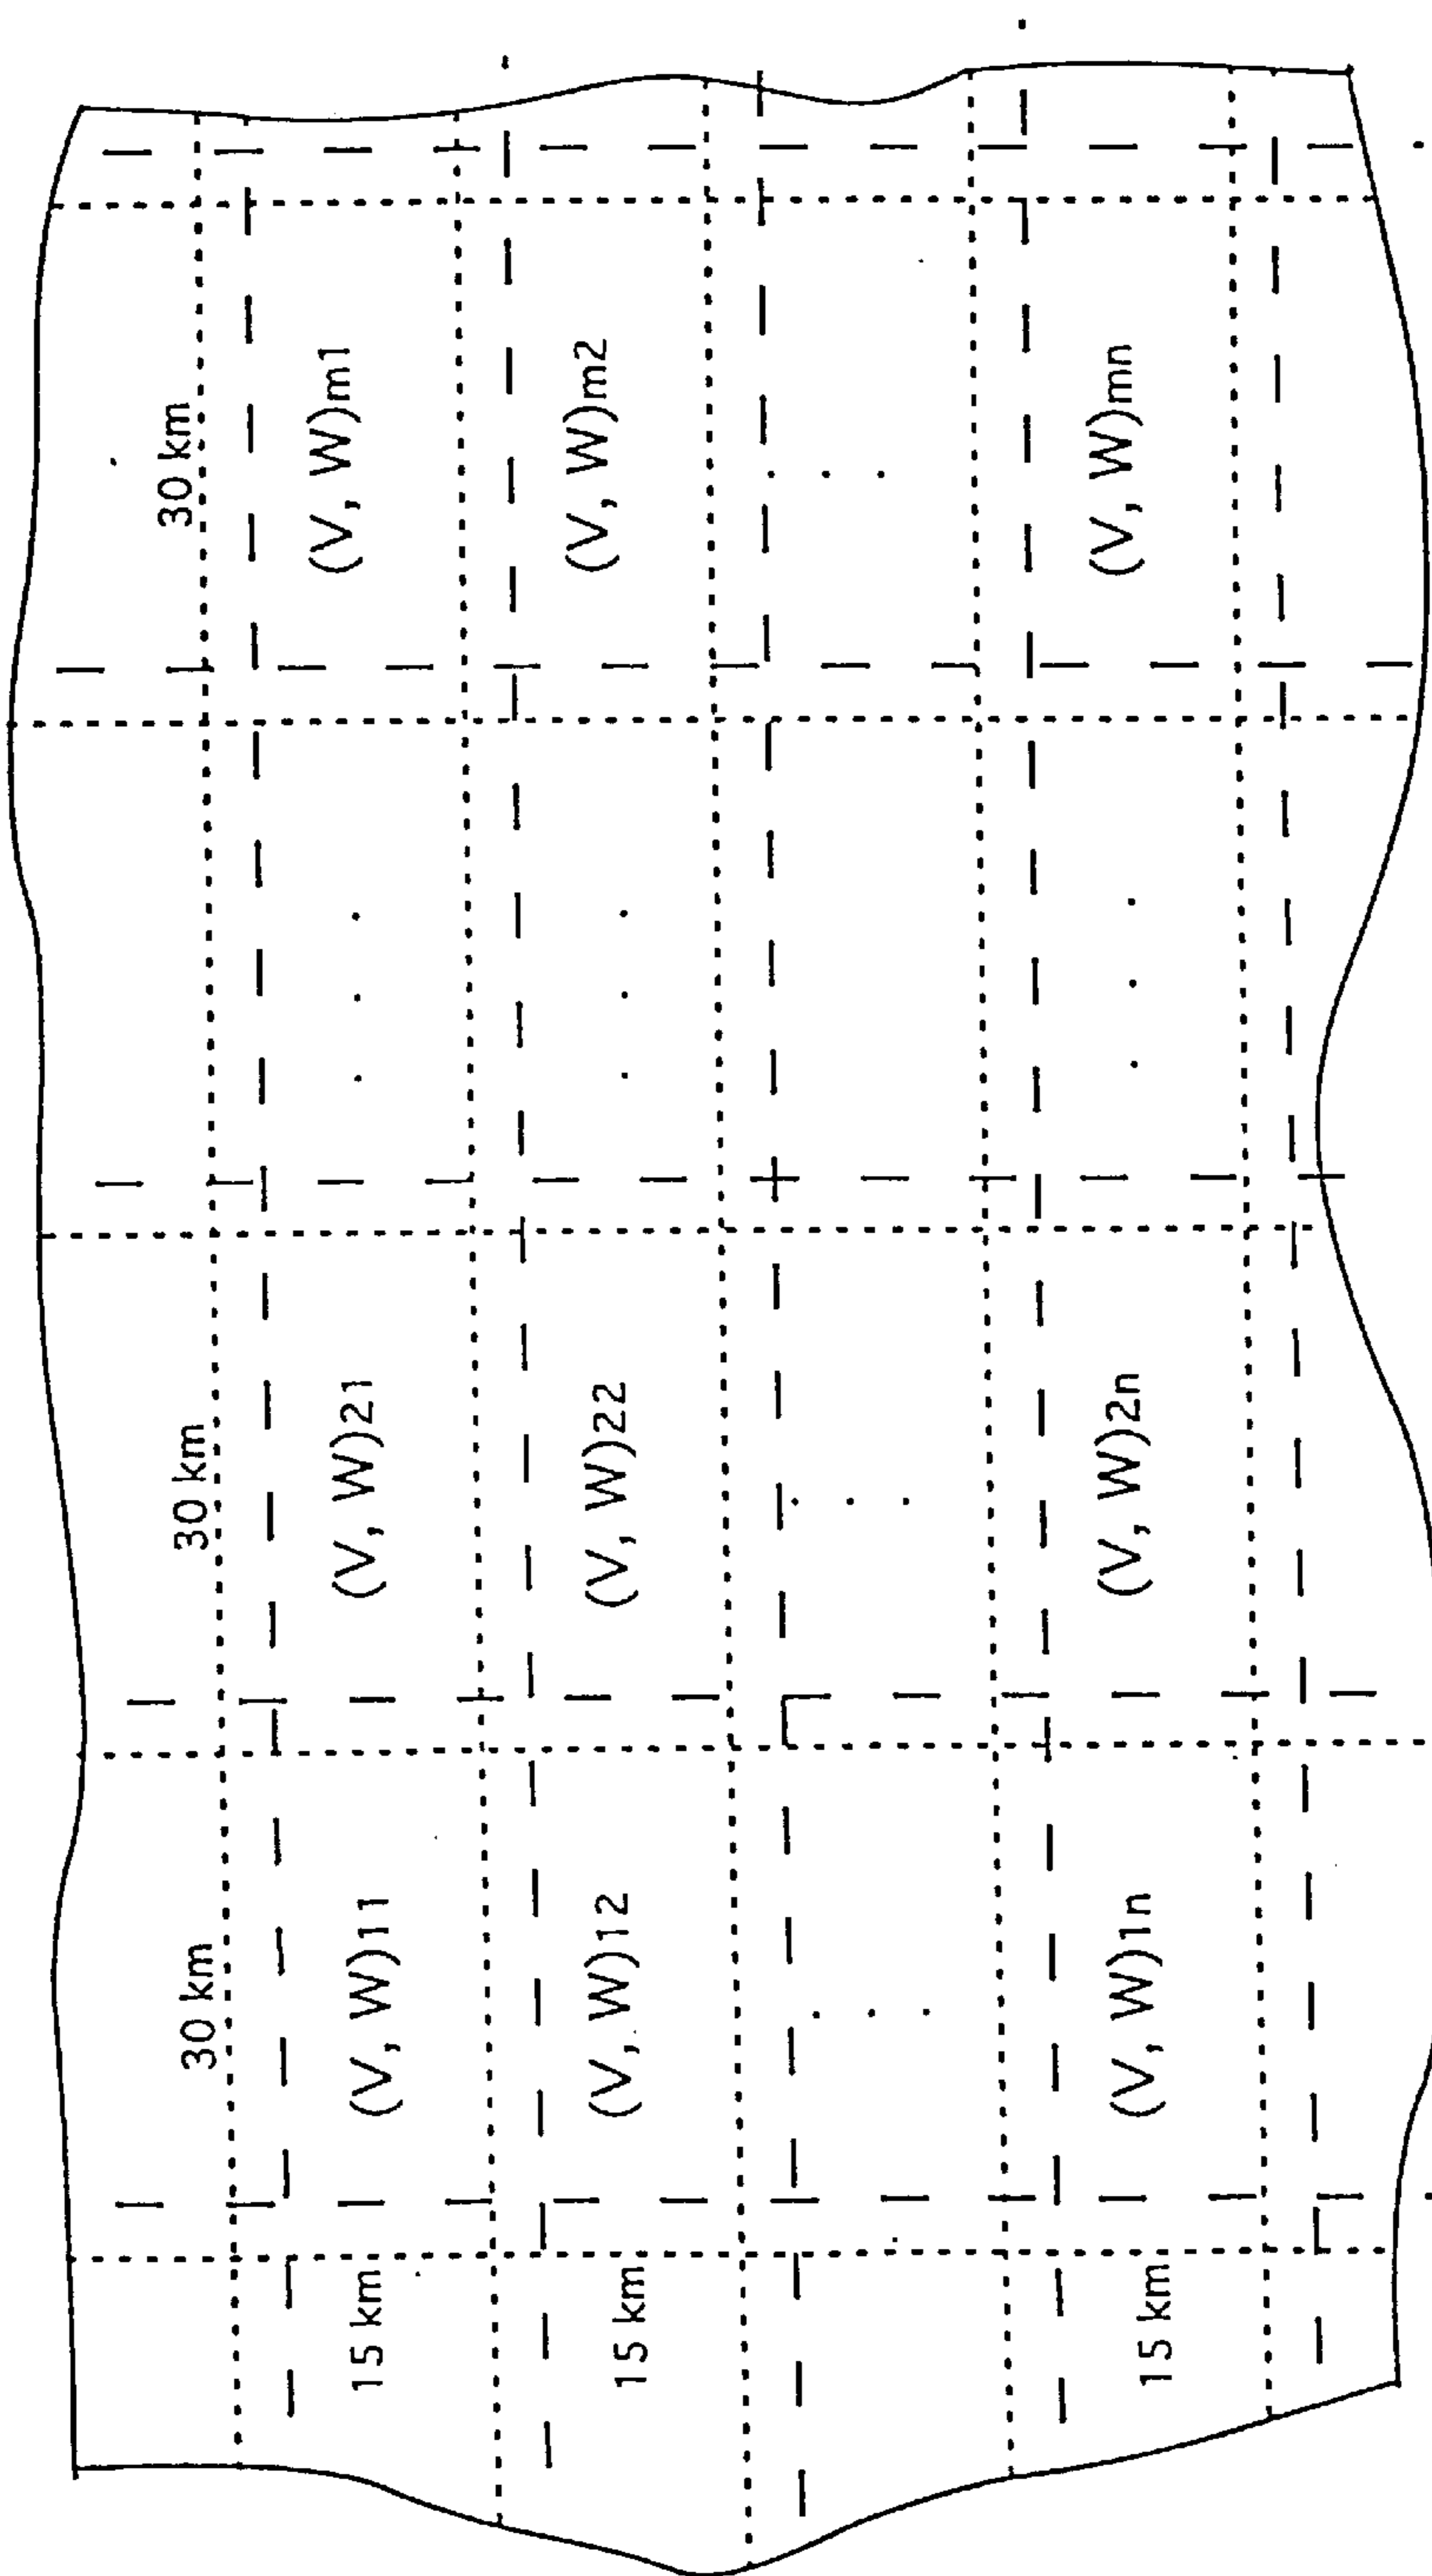 30 km 30 km 30 km
15 km (V, W)11 (V, W)21 . . . (V, W)m1
15 km (V, W)12 (V, W)22 . . . (V, W)m2
. . .
. . .
. . .
15 km (V, W)1n (V, W)2n . . . (V, W)mn